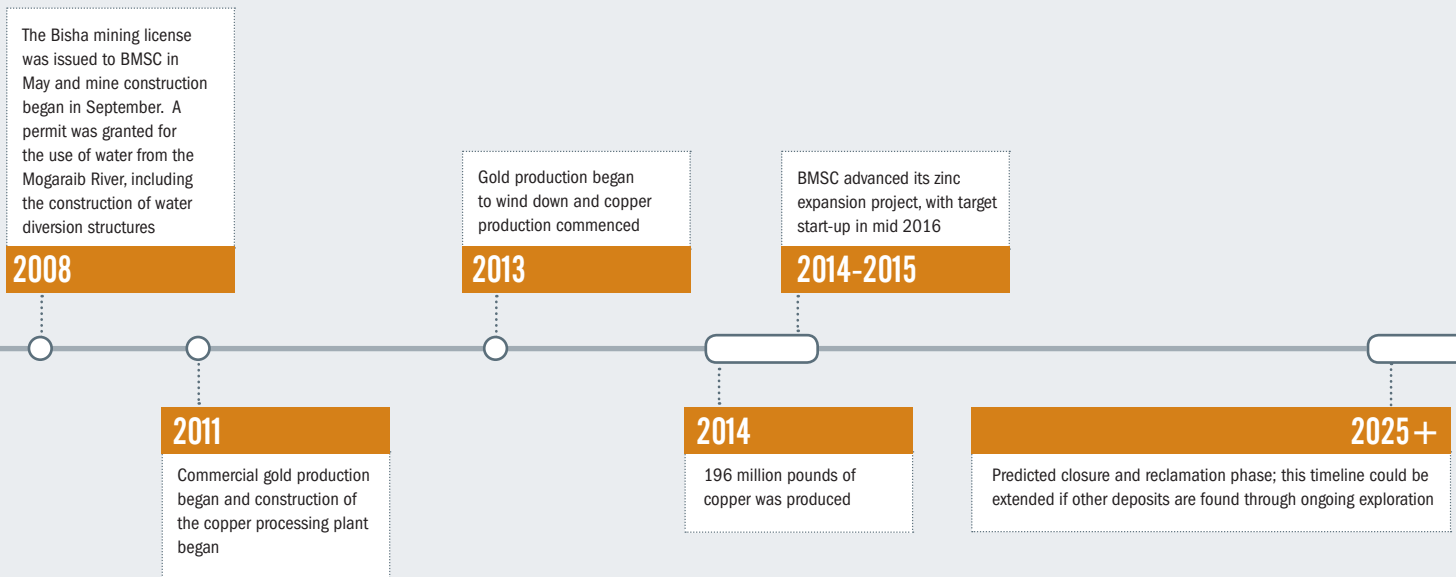 The Bisha mining license
was issued to BMSC in
May and mine construction
began in September.  A
permit was granted for
the use of water from the
Mogaraib River, including
the construction of water
diversion structures
2008
2011
Commercial gold production
began and construction of
the copper processing plant
began
Gold production began
to wind down and copper
production commenced
2013
2014
196 million pounds of
copper was produced
BMSC advanced its zinc
expansion project, with target
start-up in mid 2016
2014-2015
2025+
Predicted closure and reclamation phase; this timeline could be
extended if other deposits are found through ongoing exploration